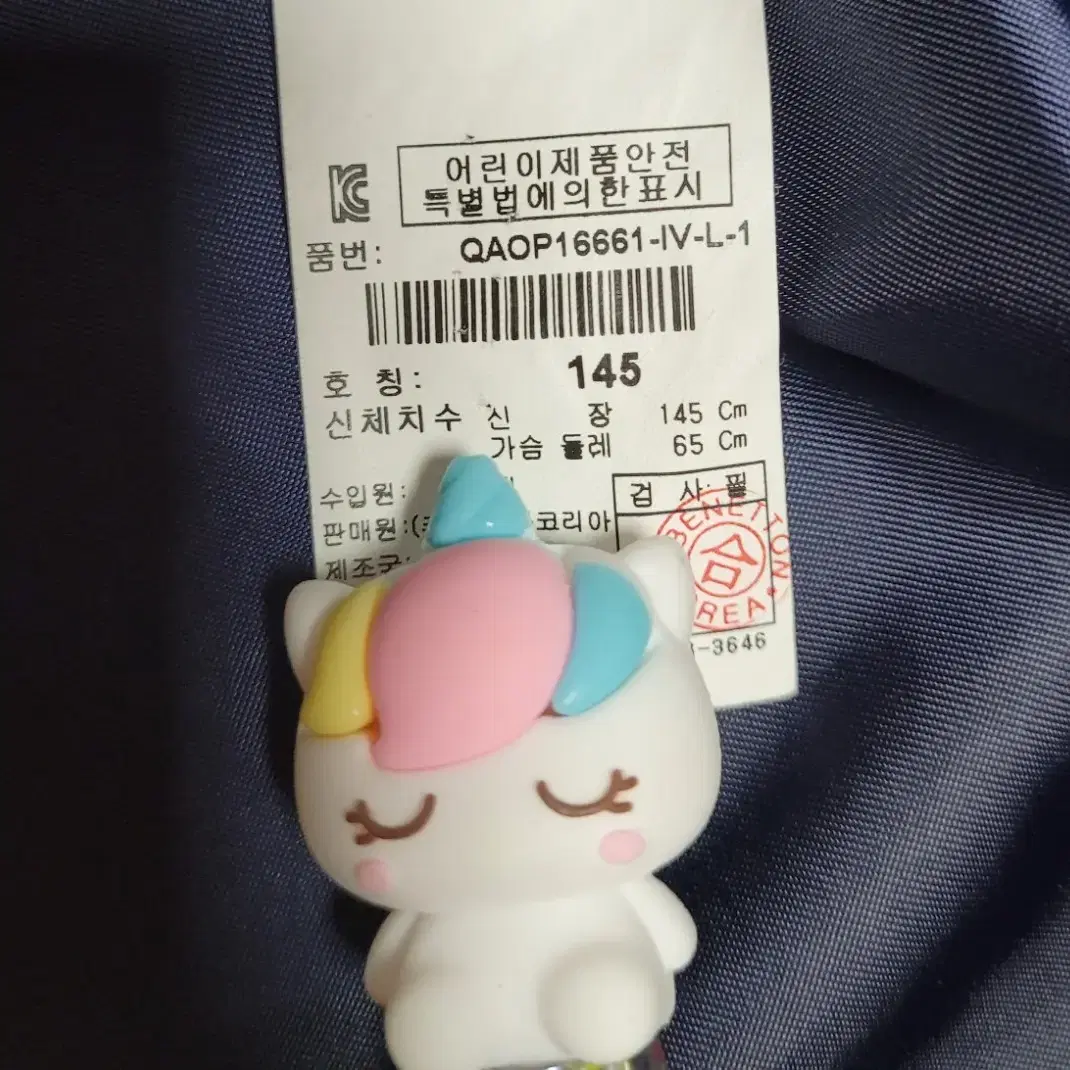 KC
어린이제품안전
특별법에의한표시
품번: QAOP16661-IV-L-1
호 칭: 145
신체치수 신 장 145 Cm
가슴 둘레 65 Cm
수입원:
검 사: 필
판매원:( 코리아
제조국:
BENETTON
KOREA
-3646